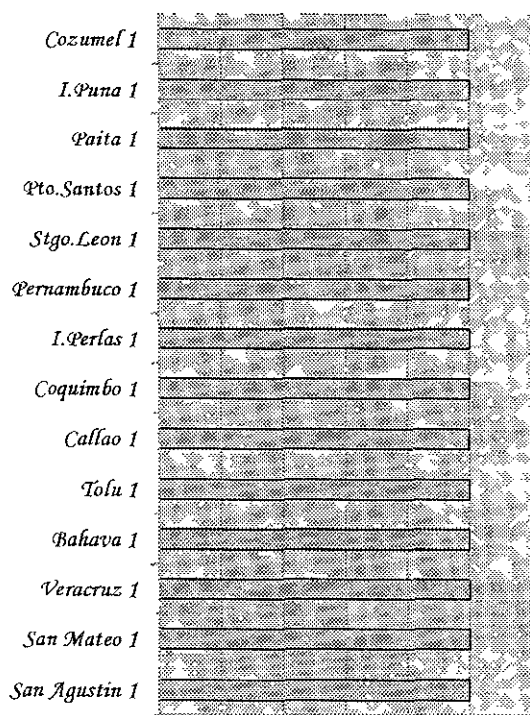 Cozumel 1
I.Puna 1
Paita 1
Pto.Santos 1
Stgo.Leon 1
Pernambuco 1
I.Perlas 1
Coquimbo 1
Callao 1
Tolu 1
Bahava 1
Veracruz 1
San Mateo 1
San Agustin 1